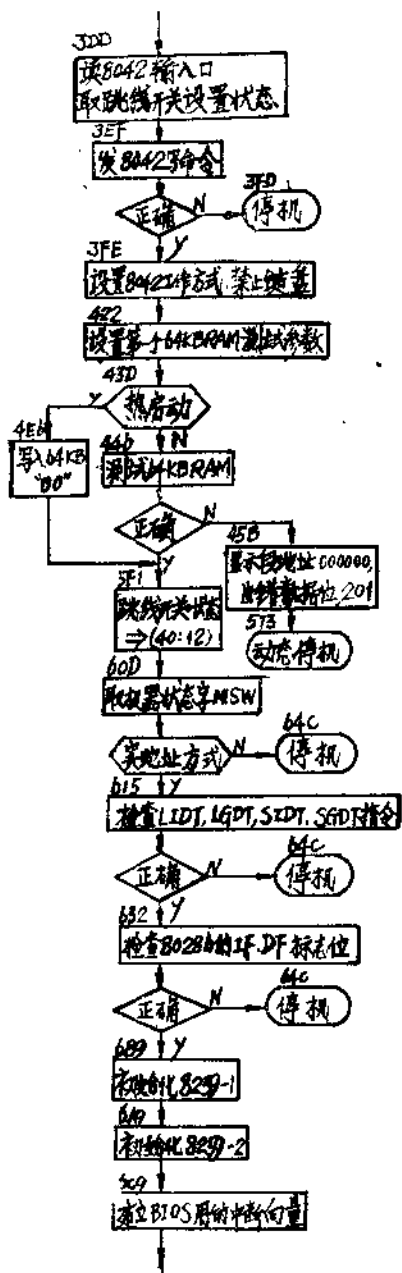 3DD
读8042输入口
取跳线开关设置状态
3EF
发8042写命令
正确
N
3FD
停机
Y
3FE
设置8042工作方式,禁止键盘
422
设置第一个64KBRAM测试参数
43D
热启动
Y
N
4E6
写入64KB
"00"
44D
测试64KBRAM
正确
N
Y
45B
显示段地址000000,
出错数据位,201
573
动态停机
5F1
跳线开关状态
⇒(40:12)
60D
取机器状态字MSW
实地址方式
N
64C
停机
Y
615
检查LIDT,LGDT,SIDT,SGDT指令
正确
N
64C
停机
Y
632
检查80286的IF,DF标志位
正确
N
64C
停机
Y
689
初始化8259-1
初始化8259-2
建立BIOS用的中断向量